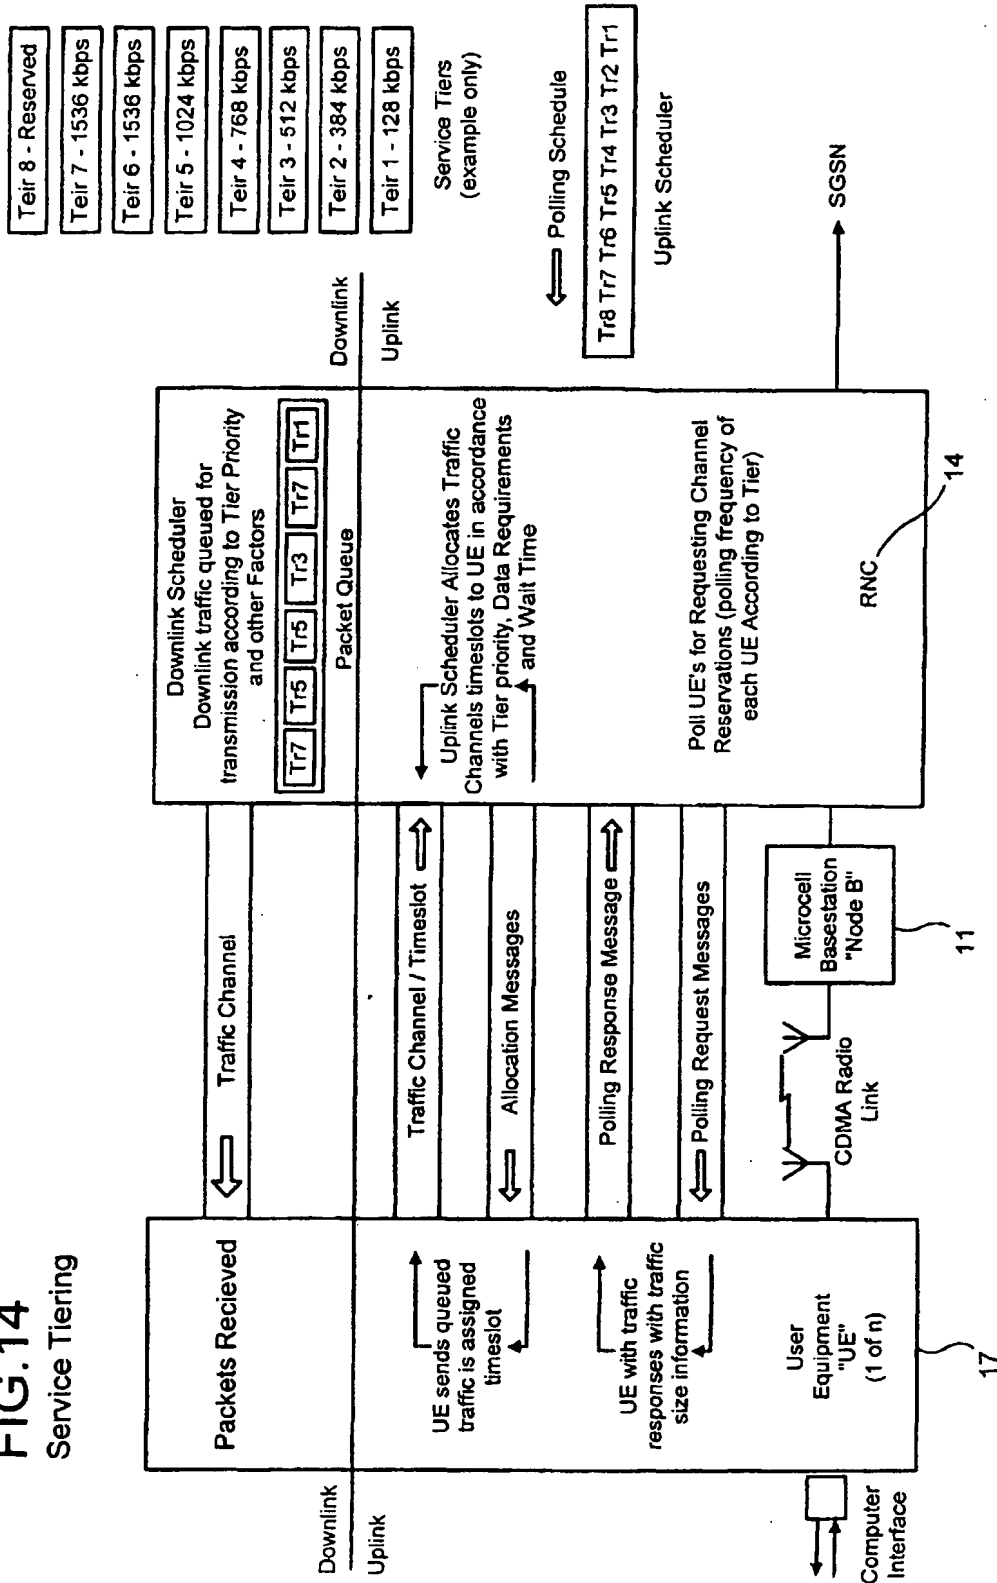 FIG.14
Service Tiering
Downlink
Uplink
Packets Recieved
UE sends queued
traffic is assigned
timeslot
UE with traffic
responses with traffic
size information
User
Equipment
"UE"
(1 of n)
17
Computer
Interface
Traffic Channel
Traffic Channel / Timeslot
Allocation Messages
Polling Response Message
Polling Request Messages
CDMA Radio
Link
Microcell
Basestation
"Node B"
11
Downlink Scheduler
Downlink traffic queued for
transmission according to Tier Priority
and other Factors
Tr7 Tr5 Tr5 Tr3 Tr7 Tr1
Packet Queue
Uplink Scheduler Allocates Traffic
Channels timeslots to UE in accordance
with Tier priority, Data Requirements
and Wait Time
Poll UE's for Requesting Channel
Reservations (polling frequency of
each UE According to Tier)
RNC
14
Downlink
Uplink
Teir 8 - Reserved
Teir 7 - 1536 kbps
Teir 6 - 1536 kbps
Teir 5 - 1024 kbps
Teir 4 - 768 kbps
Teir 3 - 512 kbps
Teir 2 - 384 kbps
Teir 1 - 128 kbps
Service Tiers
(example only)
Polling Schedule
Tr8 Tr7 Tr6 Tr5 Tr4 Tr3 Tr2 Tr1
Uplink Scheduler
SGSN